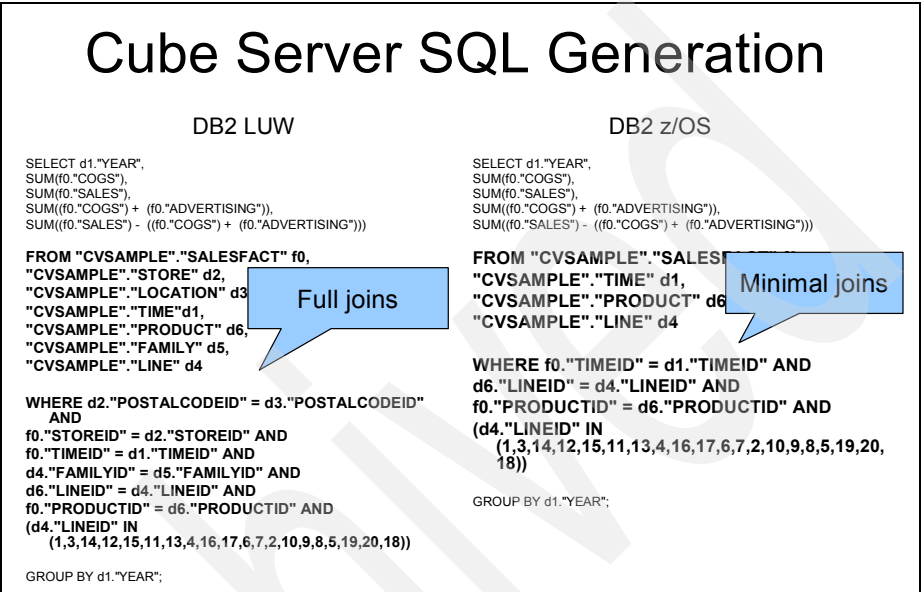 Cube Server SQL Generation
DB2 LUW
SELECT d1."YEAR",
SUM(f0."COGS"),
SUM(f0."SALES"),
SUM((f0."COGS") + (f0."ADVERTISING")),
SUM((f0."SALES") - ((f0."COGS") + (f0."ADVERTISING")))
FROM "CVSAMPLE"."SALESFACT" f0,
"CVSAMPLE"."STORE" d2,
"CVSAMPLE"."LOCATION" d3
"CVSAMPLE"."TIME"d1,
"CVSAMPLE"."PRODUCT" d6,
"CVSAMPLE"."FAMILY" d5,
"CVSAMPLE"."LINE" d4
Full joins
WHERE d2."POSTALCODEID" = d3."POSTALCODEID"
AND
f0."STOREID" = d2."STOREID" AND
f0."TIMEID" = d1."TIMEID" AND
d4."FAMILYID" = d5."FAMILYID" AND
d6."LINEID" = d4."LINEID" AND
f0."PRODUCTID" = d6."PRODUCTID" AND
(d4."LINEID" IN
(1,3,14,12,15,11,13,4,16,17,6,7,2,10,9,8,5,19,20,18))
GROUP BY d1."YEAR";
DB2 z/OS
SELECT d1."YEAR",
SUM(f0."COGS"),
SUM(f0."SALES"),
SUM((f0."COGS") + (f0."ADVERTISING")),
SUM((f0."SALES") - ((f0."COGS") + (f0."ADVERTISING")))
FROM "CVSAMPLE"."SALESF
"CVSAMPLE"."TIME" d1,
"CVSAMPLE"."PRODUCT" d6
"CVSAMPLE"."LINE" d4
Minimal joins
WHERE f0."TIMEID" = d1."TIMEID" AND
d6."LINEID" = d4."LINEID" AND
f0."PRODUCTID" = d6."PRODUCTID" AND
(d4."LINEID" IN
(1,3,14,12,15,11,13,4,16,17,6,7,2,10,9,8,5,19,20,
18))
GROUP BY d1."YEAR";